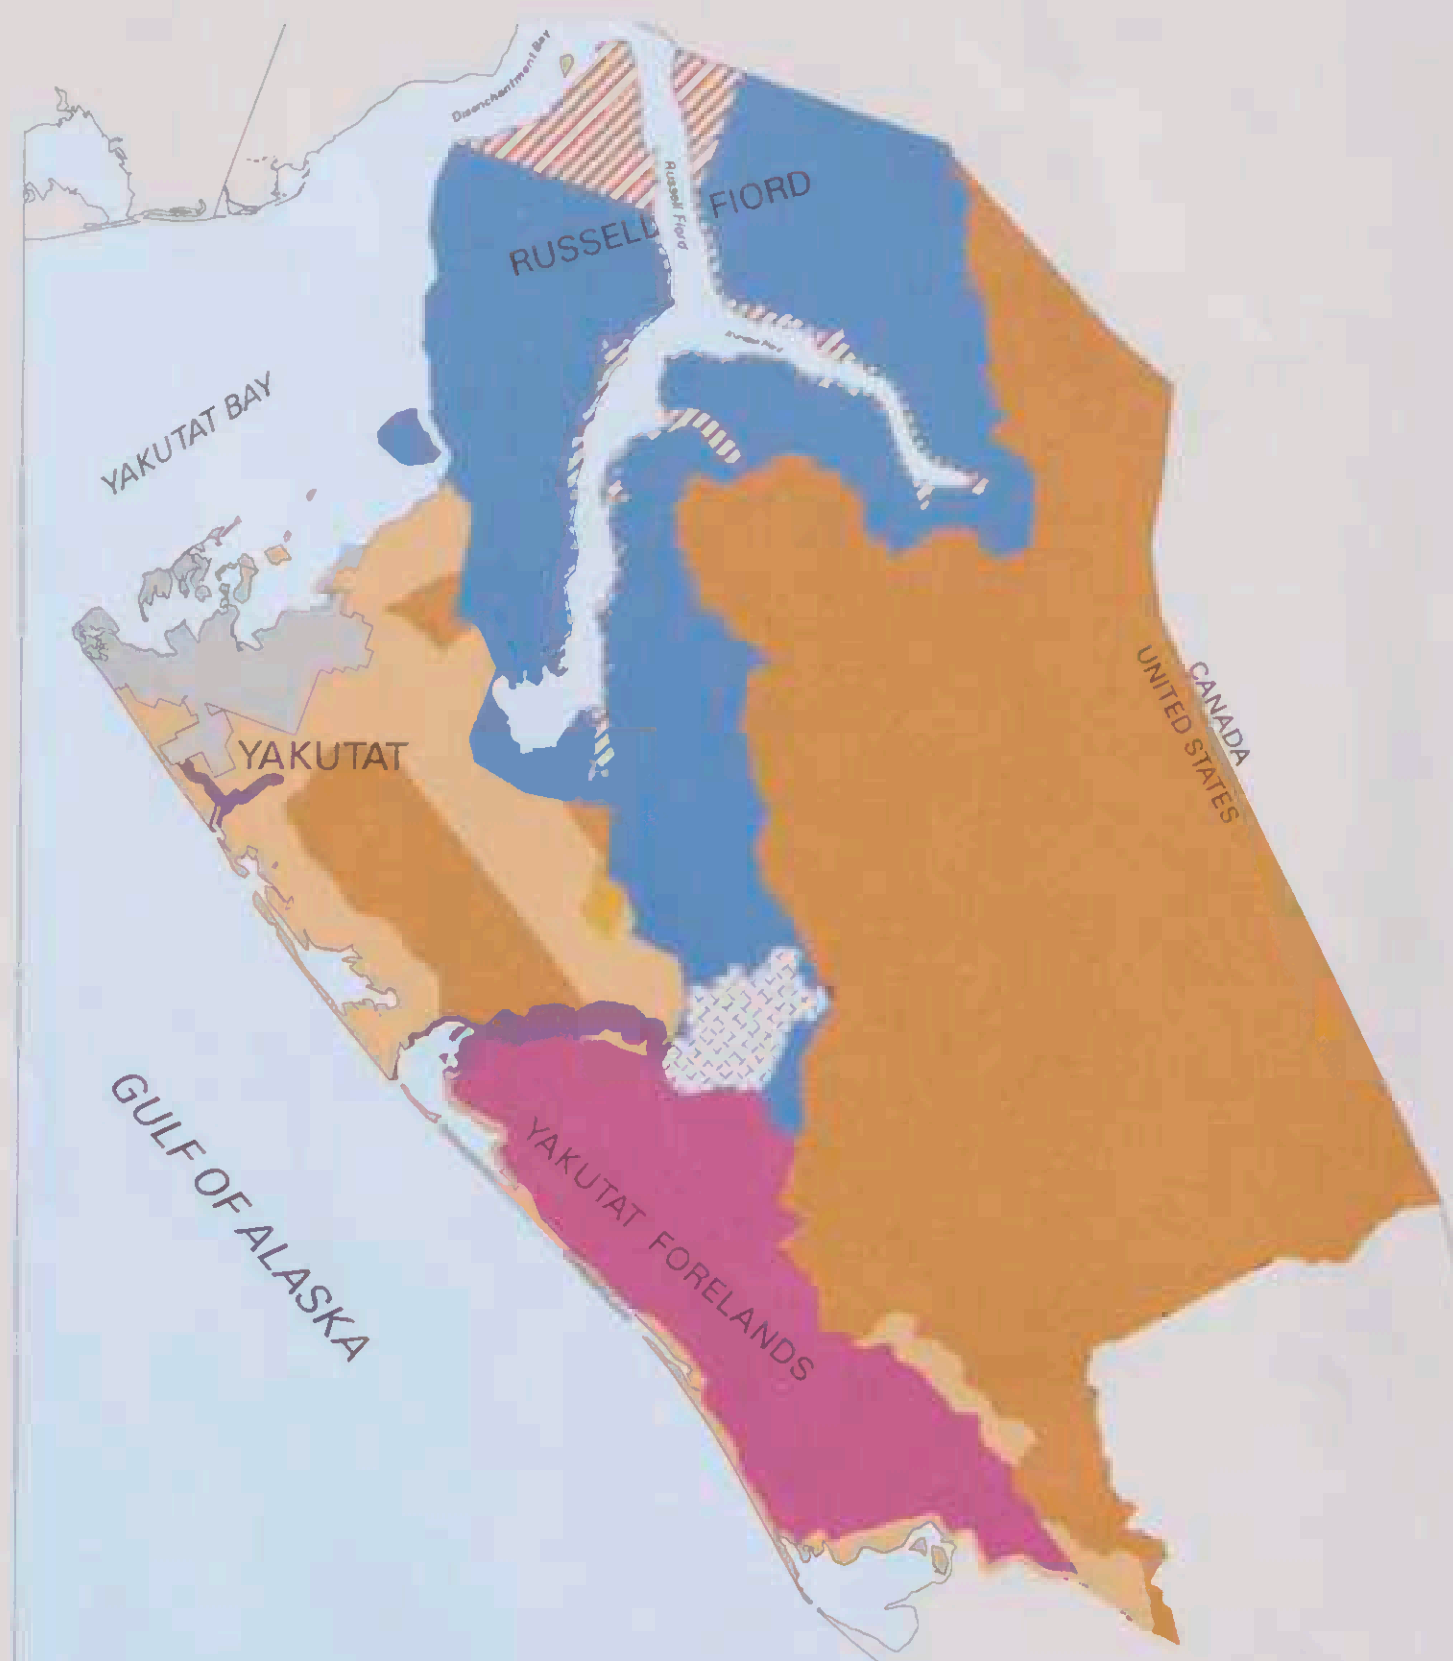 Disenchantment Bay
Russell Fiord
RUSSELL FIORD
YAKUTAT BAY
CANADA
UNITED STATES
YAKUTAT
YAKUTAT FORELANDS
GULF OF ALASKA